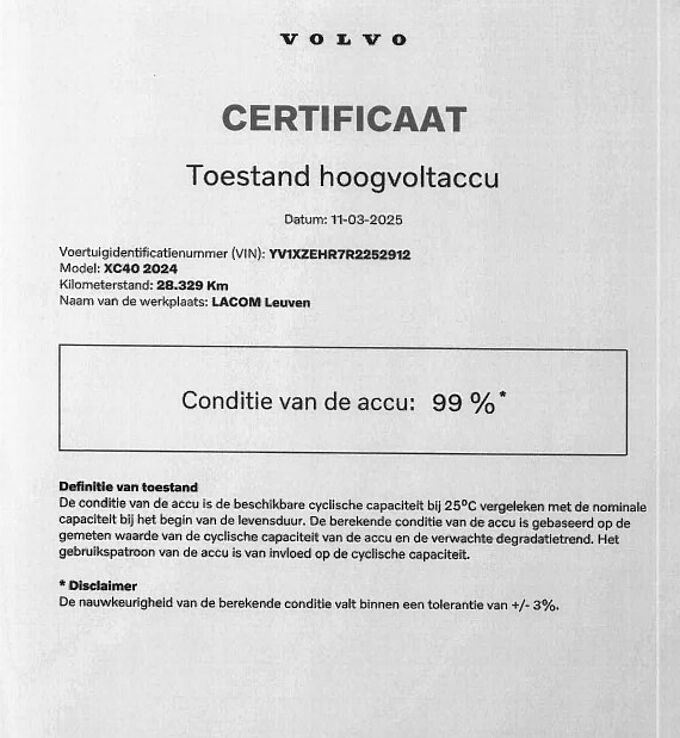 VOLVO
CERTIFICAAT
Toestand hoogvoltaccu
Datum: 11-03-2025
Voertuigidentificatienummer (VIN): YV1XZEHR7R2252912
Model: XC40 2024
Kilometerstand: 28.329 Km
Naam van de werkplaats: LACOM Leuven
Conditie van de accu: 99 %*
Definitie van toestand
De conditie van de accu is de beschikbare cyclische capaciteit bij 25°C vergeleken met de nominale
capaciteit bij het begin van de levensduur. De berekende conditie van de accu is gebaseerd op de
gemeten waarde van de cyclische capaciteit van de accu en de verwachte degradatietrend. Het
gebruikspatroon van de accu is van invloed op de cyclische capaciteit.
* Disclaimer
De nauwkeurigheid van de berekende conditie valt binnen een tolerantie van +/- 3%.